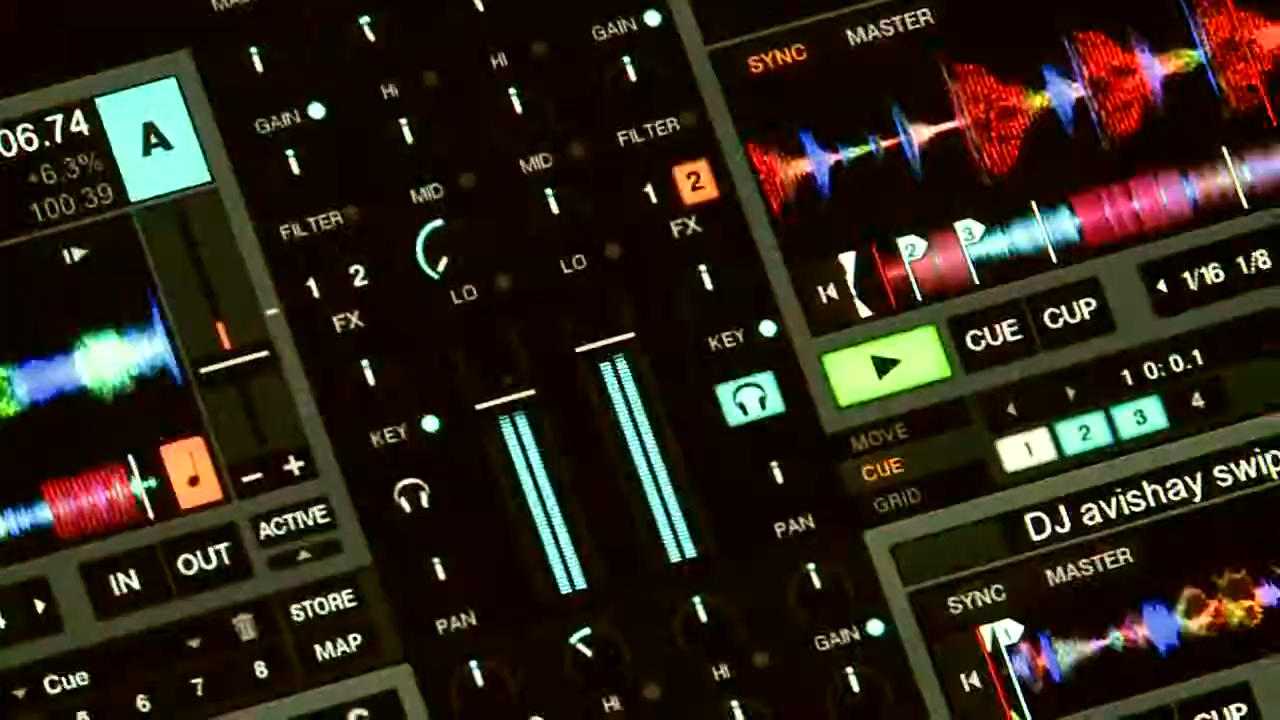 06.74
+6.3%
100.39
A
IN
OUT
ACTIVE
STORE
MAP
Cue
6
7
8
GAIN
HI
MID
FILTER
1
2
LO
FX
KEY
PAN
HI
HI
GAIN
MID
FILTER
1
2
LO
FX
KEY
PAN
GAIN
HI
SYNC
MASTER
2
3
CUE
CUP
1/16
1/8
1 0:0.1
MOVE
CUE
GRID
1
2
3
4
DJ avishay swip
SYNC
MASTER
1
CUP